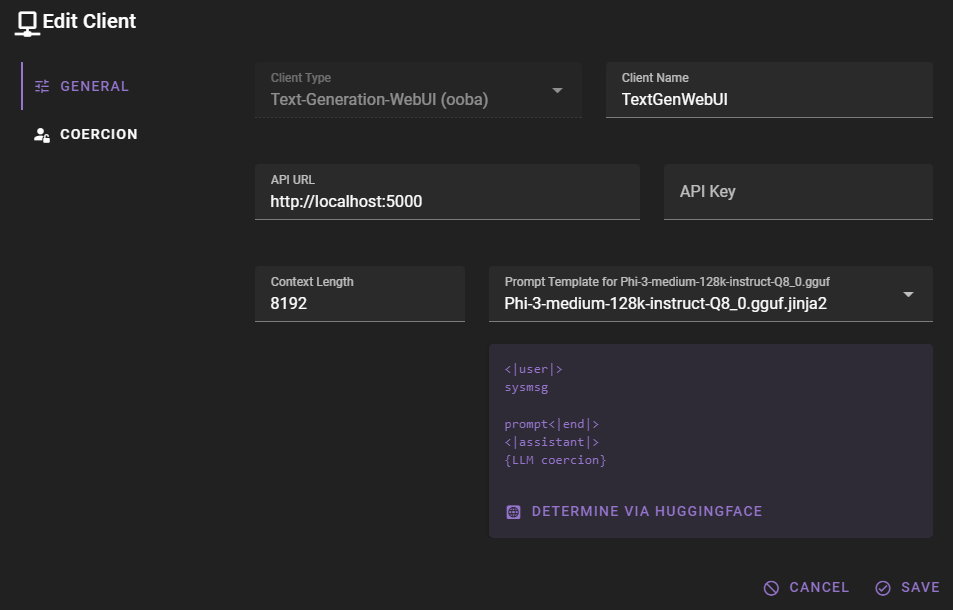 Edit Client
GENERAL
COERCION
Client Type
Text-Generation-WebUI (ooba)
Client Name
TextGenWebUI
API URL
http://localhost:5000
API Key
Context Length
8192
Prompt Template for Phi-3-medium-128k-instruct-Q8_0.gguf
Phi-3-medium-128k-instruct-Q8_0.gguf.jinja2
<|user|>
sysmsg
prompt<|end|>
<|assistant|>
{LLM coercion}
DETERMINE VIA HUGGINGFACE
CANCEL
SAVE